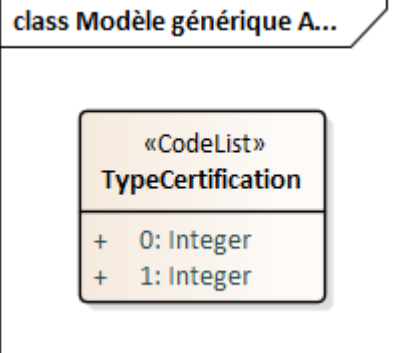 class Modèle générique A...
«CodeList»
TypeCertification
+ 0: Integer
+ 1: Integer